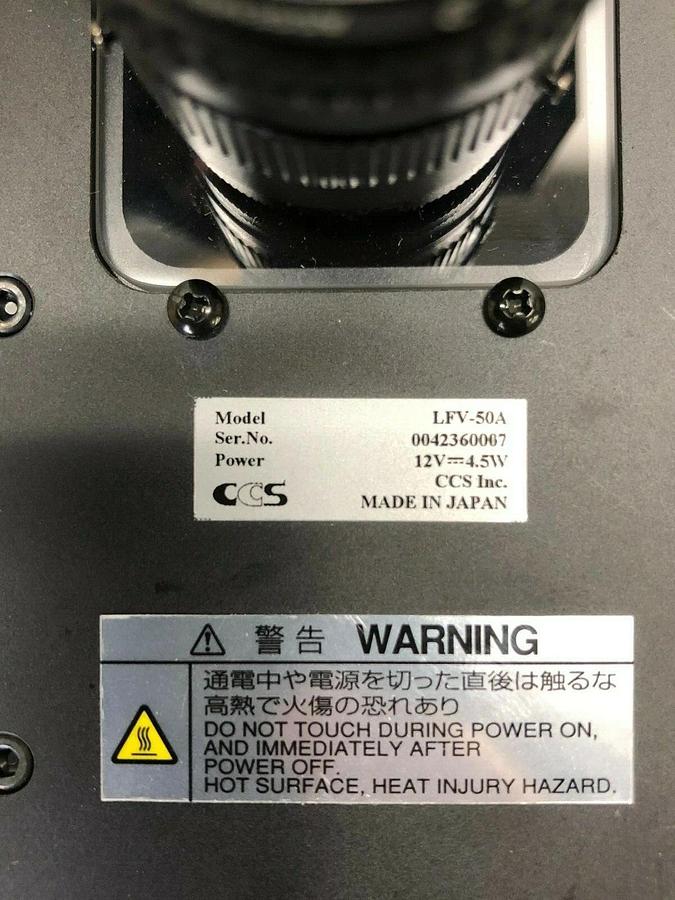 Model LFV-50A
Ser.No. 0042360007
Power 12V⎓4.5W
CCS Inc.
CCS MADE IN JAPAN
警告 WARNING
通電中や電源を切った直後は触るな
高熱で火傷の恐れあり
DO NOT TOUCH DURING POWER ON,
AND IMMEDIATELY AFTER
POWER OFF.
HOT SURFACE, HEAT INJURY HAZARD.